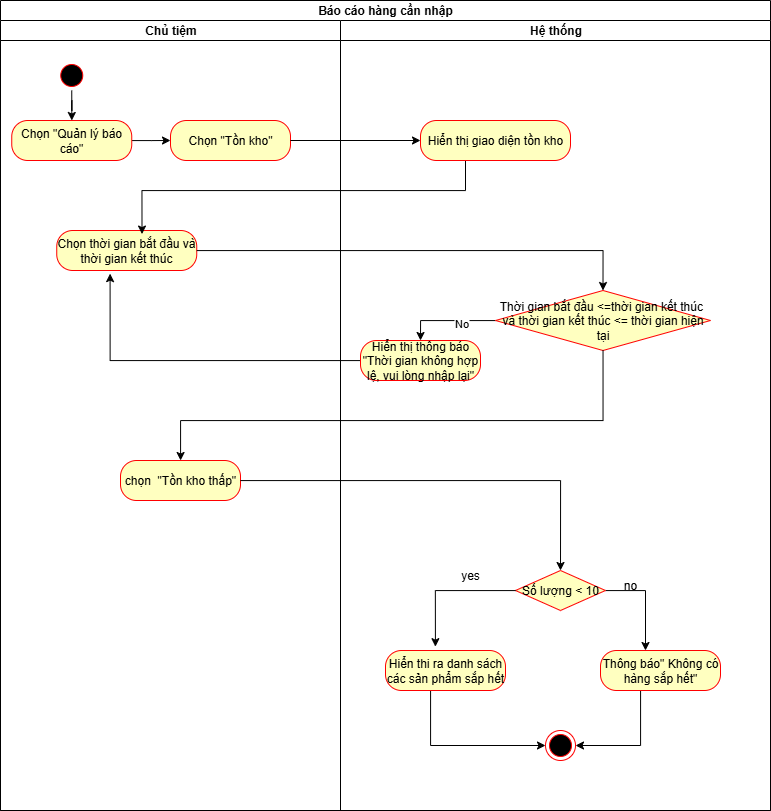 Báo cáo hàng cần nhập
Chủ tiệm
Hệ thống
Chọn "Quản lý báo
cáo"
Chọn "Tồn kho"
Hiển thị giao diện tồn kho
Chọn thời gian bắt đầu và
thời gian kết thúc
Thời gian bắt đầu <=thời gian kết thúc
và thời gian kết thúc <= thời gian hiện
tại
No
Hiển thị thông báo
"Thời gian không hợp
lệ, vui lòng nhập lại"
chọn "Tồn kho thấp"
yes
Số lượng < 10
no
Hiển thi ra danh sách
các sản phẩm sắp hết
Thông báo" Không có
hàng sắp hết"